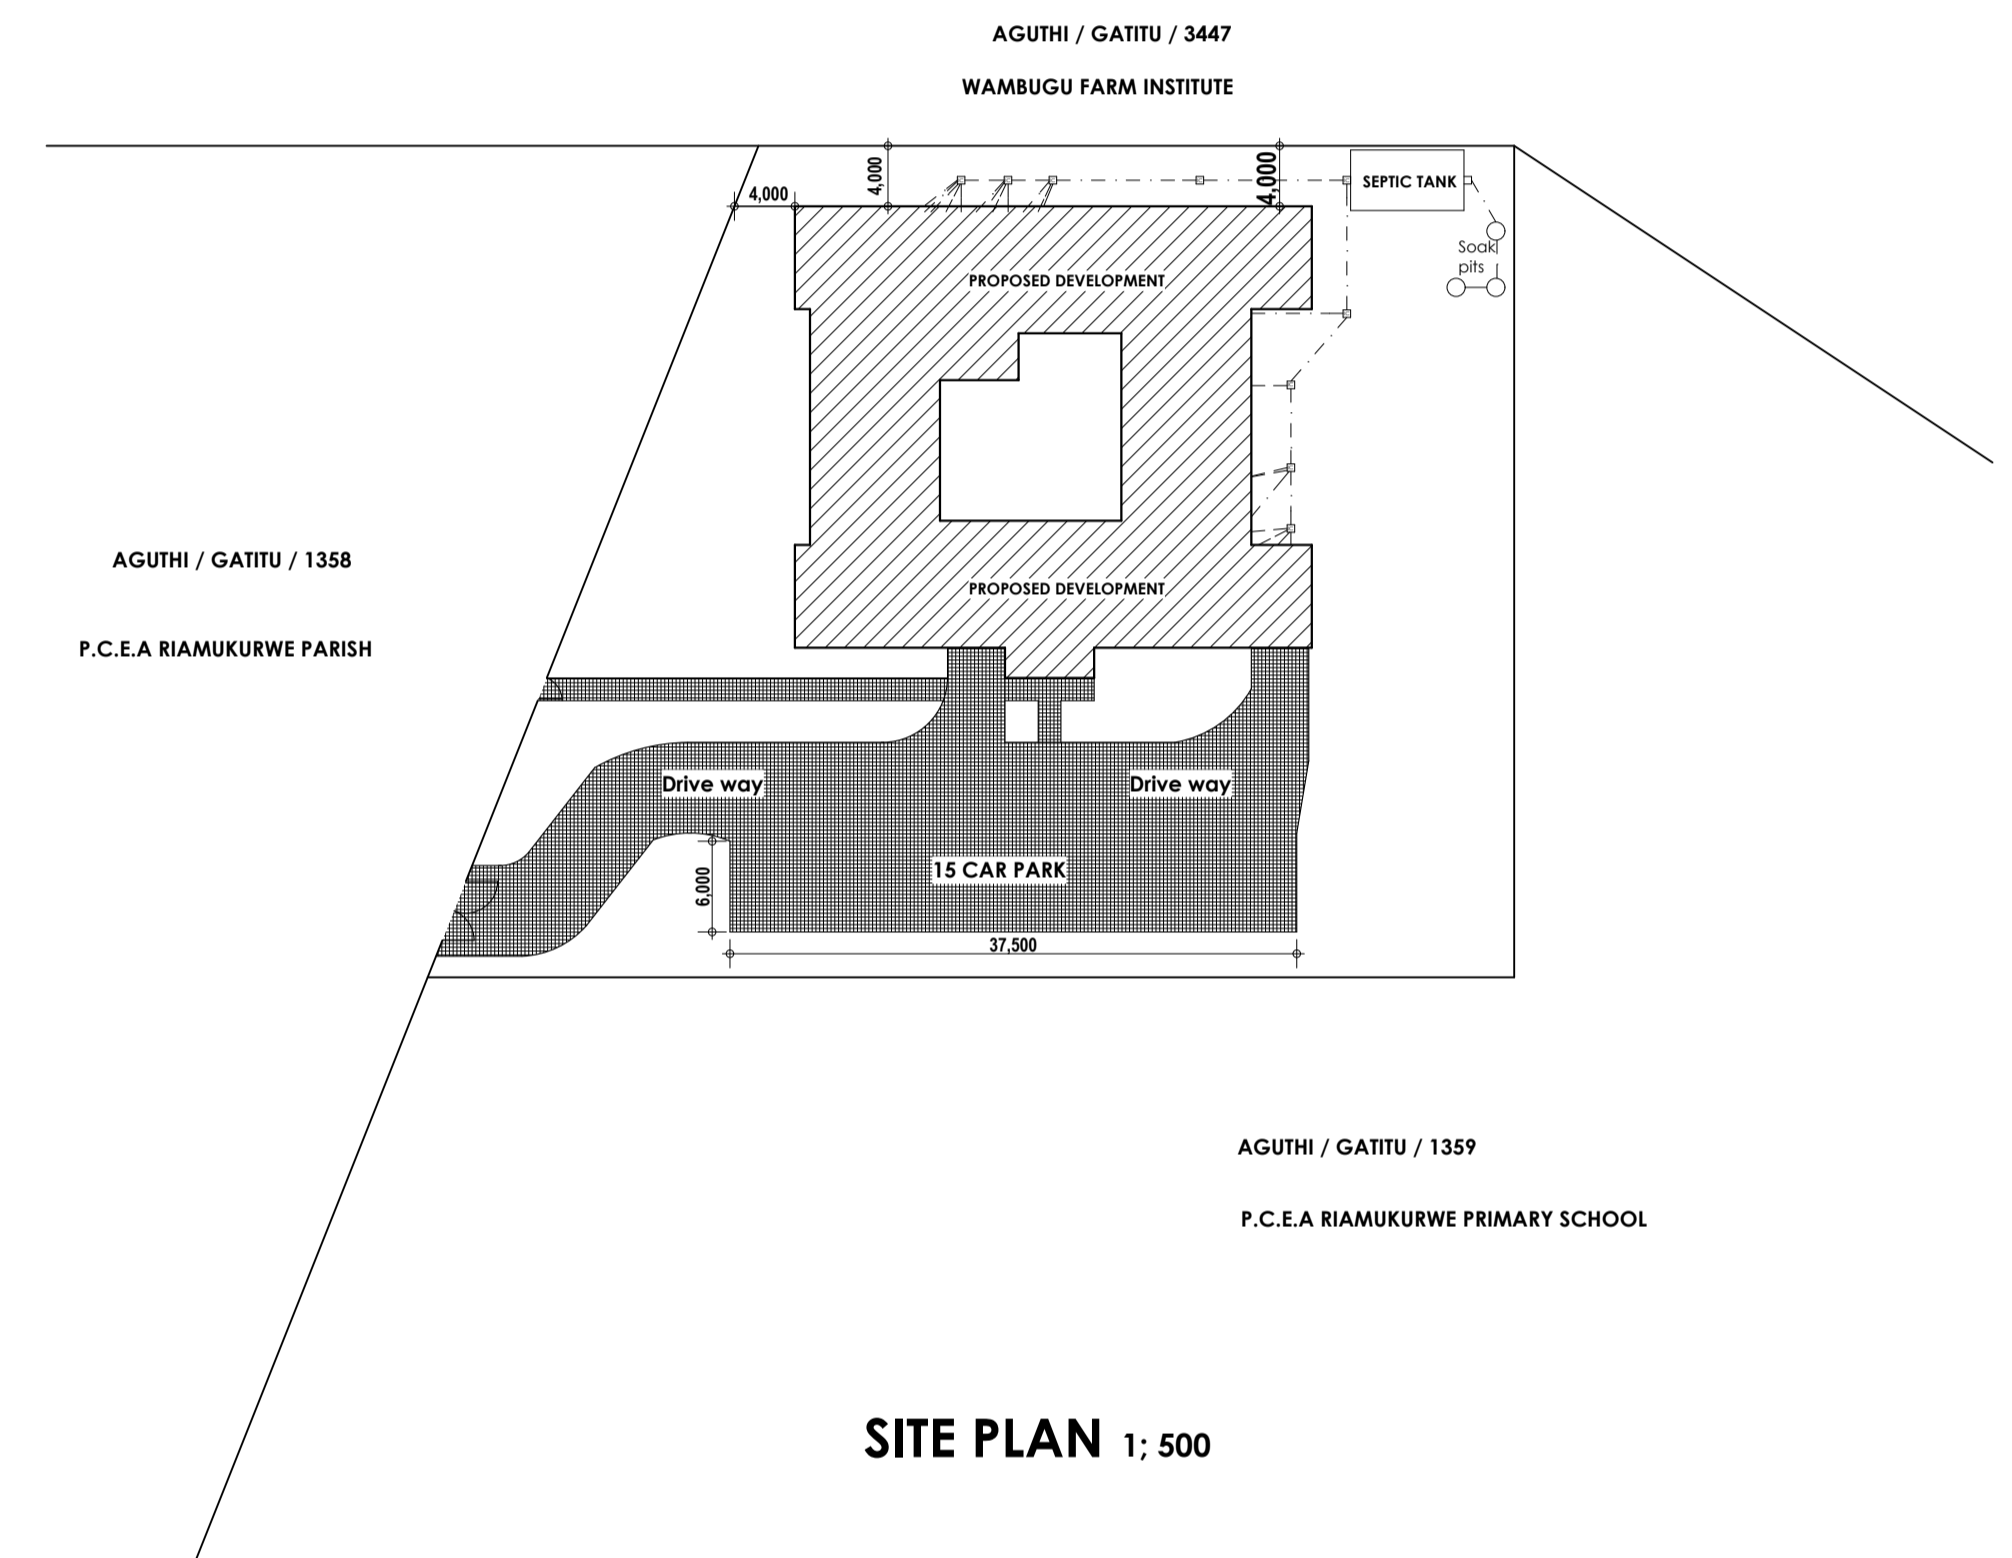 AGUTHI / GATITU / 3447
WAMBUGU FARM INSTITUTE
4,000
4,000
4,000
SEPTIC TANK
Soak
pits
PROPOSED DEVELOPMENT
AGUTHI / GATITU / 1358
P.C.E.A RIAMUKURWE PARISH
PROPOSED DEVELOPMENT
Drive way
Drive way
15 CAR PARK
6,000
37,500
AGUTHI / GATITU / 1359
P.C.E.A RIAMUKURWE PRIMARY SCHOOL
SITE PLAN 1; 500